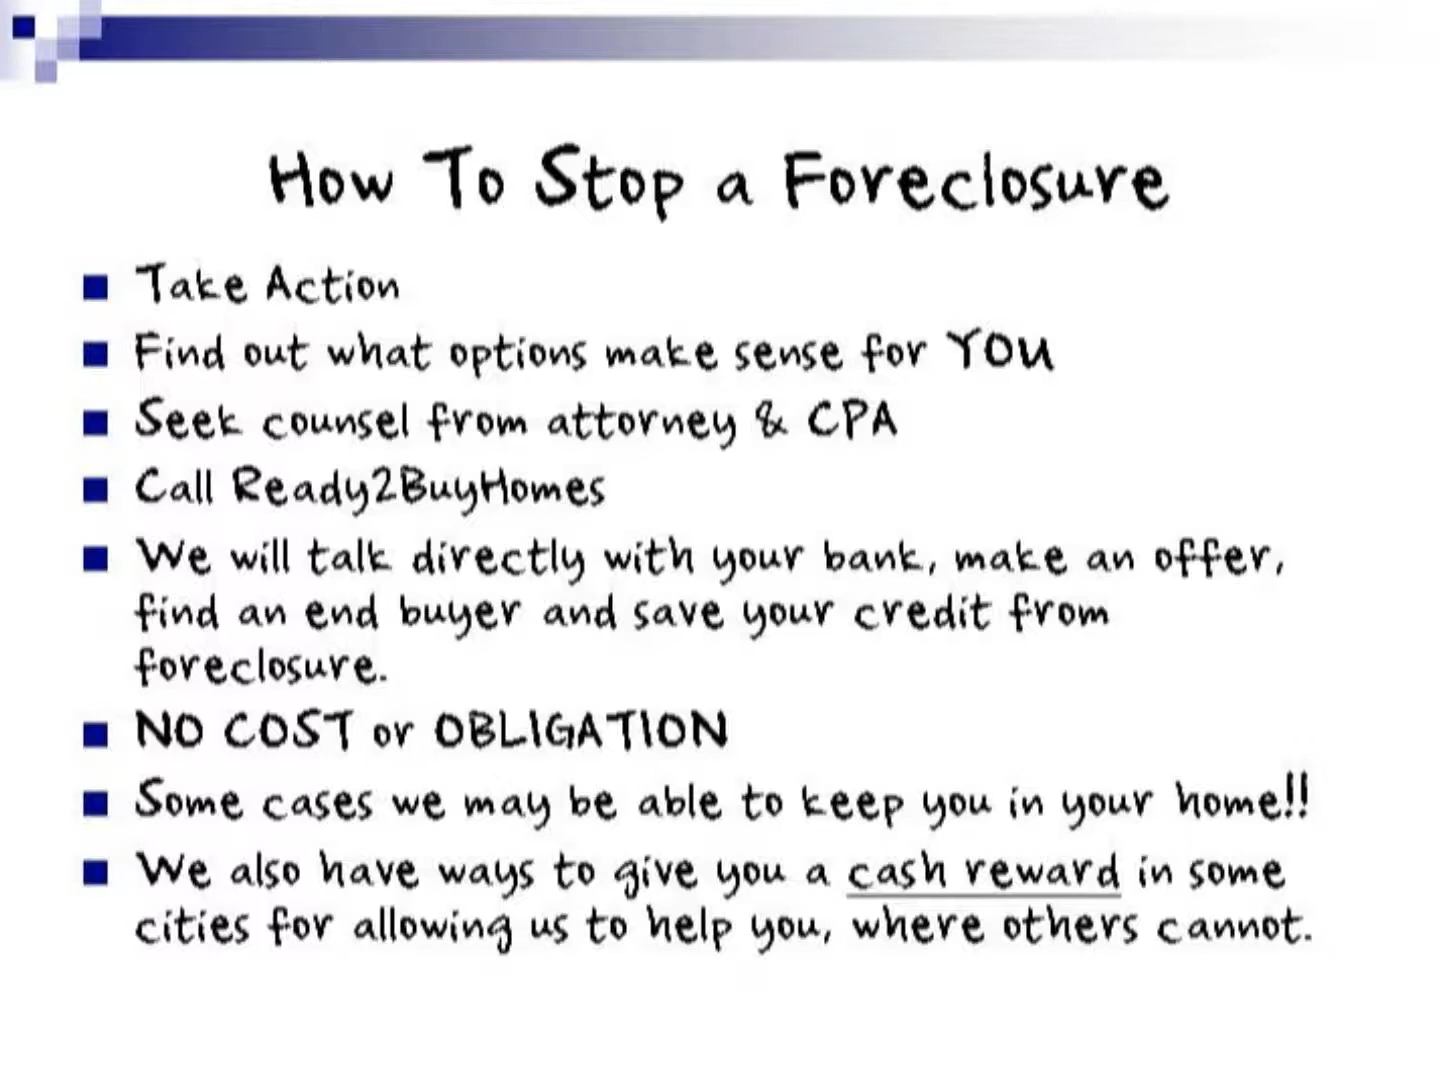 How To Stop a Foreclosure
Take Action
Find out what options make sense for YOU
Seek counsel from attorney & CPA
Call Ready2BuyHomes
We will talk directly with your bank, make an offer,
find an end buyer and save your credit from
foreclosure.
NO COST or OBLIGATION
Some cases we may be able to keep you in your home!!
We also have ways to give you a cash reward in some
cities for allowing us to help you, where others cannot.